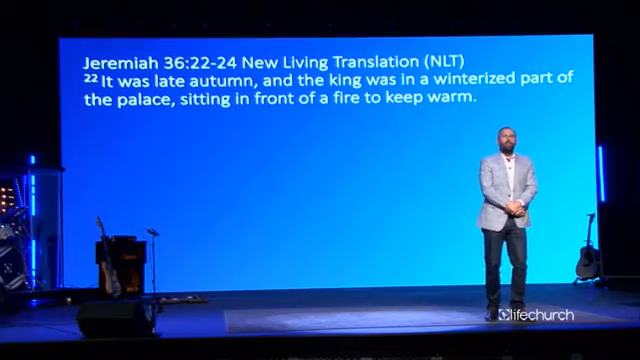 Jeremiah 36:22-24 New Living Translation (NLT)
²² It was late autumn, and the king was in a winterized part of
the palace, sitting in front of a fire to keep warm.
lifechurch